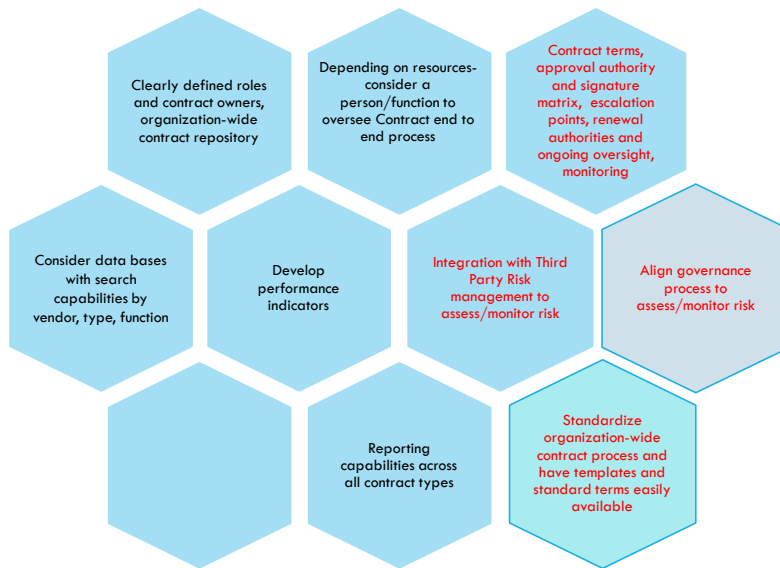 Clearly defined roles
and contract owners,
organization-wide
contract repository
Depending on resources-
consider a
person/function to
oversee Contract end to
end process
Contract terms,
approval authority
and signature
matrix, escalation
points, renewal
authorities and
ongoing oversight,
monitoring
Consider data bases
with search
capabilities by
vendor, type, function
Develop
performance
indicators
Integration with Third
Party Risk
management to
assess/monitor risk
Align governance
process to
assess/monitor risk
Reporting
capabilities across
all contract types
Standardize
organization-wide
contract process and
have templates and
standard terms easily
available